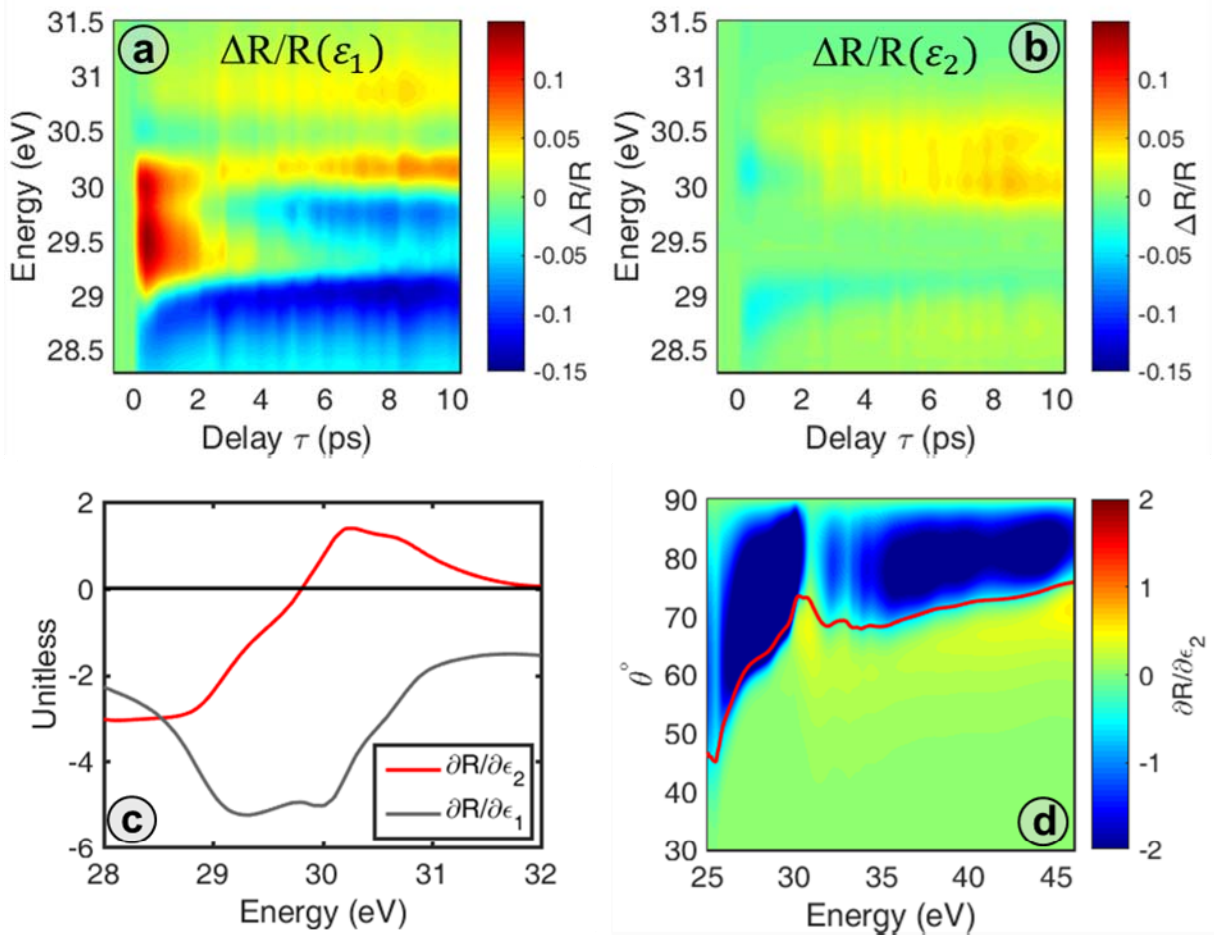 a
ΔR/R(ε₁)
31.5
31
30.5
30
29.5
29
28.5
Energy (eV)
0 2 4 6 8 10
Delay τ (ps)
0.1
0.05
0
-0.05
-0.1
-0.15
ΔR/R
ΔR/R(ε₂)
b
31.5
31
30.5
30
29.5
29
28.5
Energy (eV)
0 2 4 6 8 10
Delay τ (ps)
0.1
0.05
0
-0.05
-0.1
-0.15
ΔR/R
2
0
-2
-4
-6
Unitless
c
∂R/∂ϵ₂
∂R/∂ϵ₁
28 29 30 31 32
Energy (eV)
90
80
70
60
50
40
30
θ°
d
25 30 35 40 45
Energy (eV)
2
1
0
-1
-2
∂R/∂ϵ₂